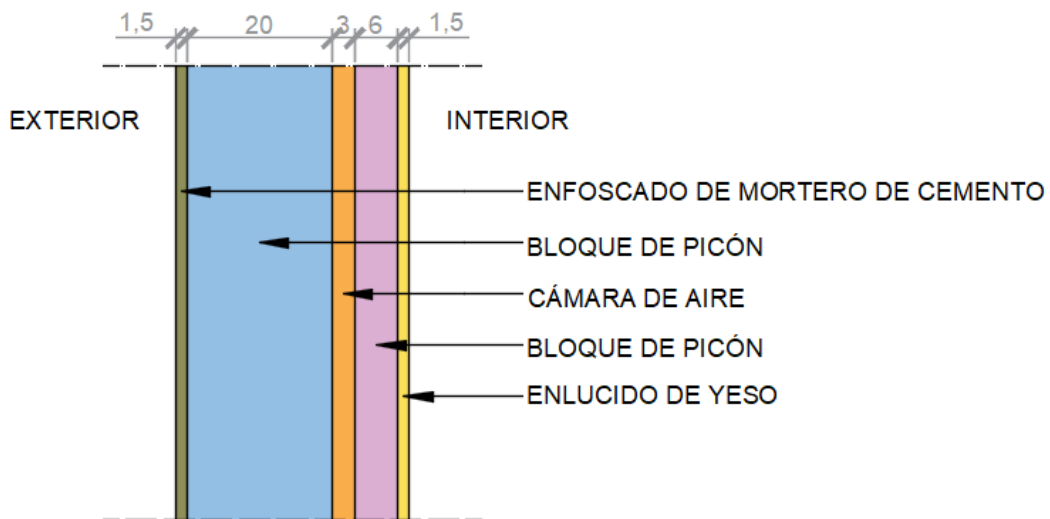 1,5 20 3 6 1,5
EXTERIOR
INTERIOR
ENFOSCADO DE MORTERO DE CEMENTO
BLOQUE DE PICÓN
CÁMARA DE AIRE
BLOQUE DE PICÓN
ENLUCIDO DE YESO